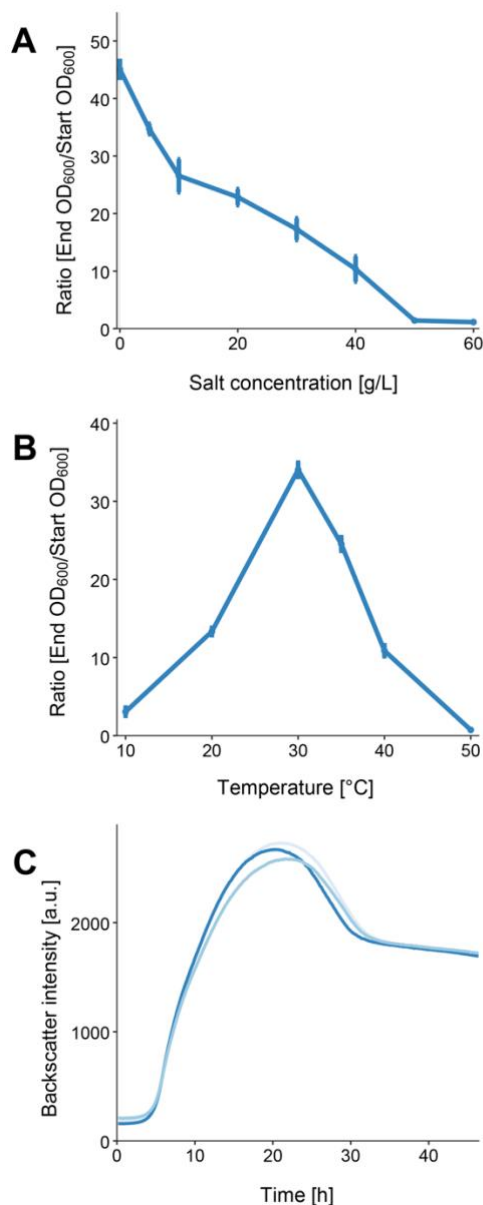 A
Ratio [End OD₆₀₀/Start OD₆₀₀]
50
40
30
20
10
0
0 20 40 60
Salt concentration [g/L]
B
Ratio [End OD₆₀₀/Start OD₆₀₀]
40
30
20
10
0
10 20 30 40 50
Temperature [°C]
C
Backscatter intensity [a.u.]
2000
1000
0
0 10 20 30 40
Time [h]